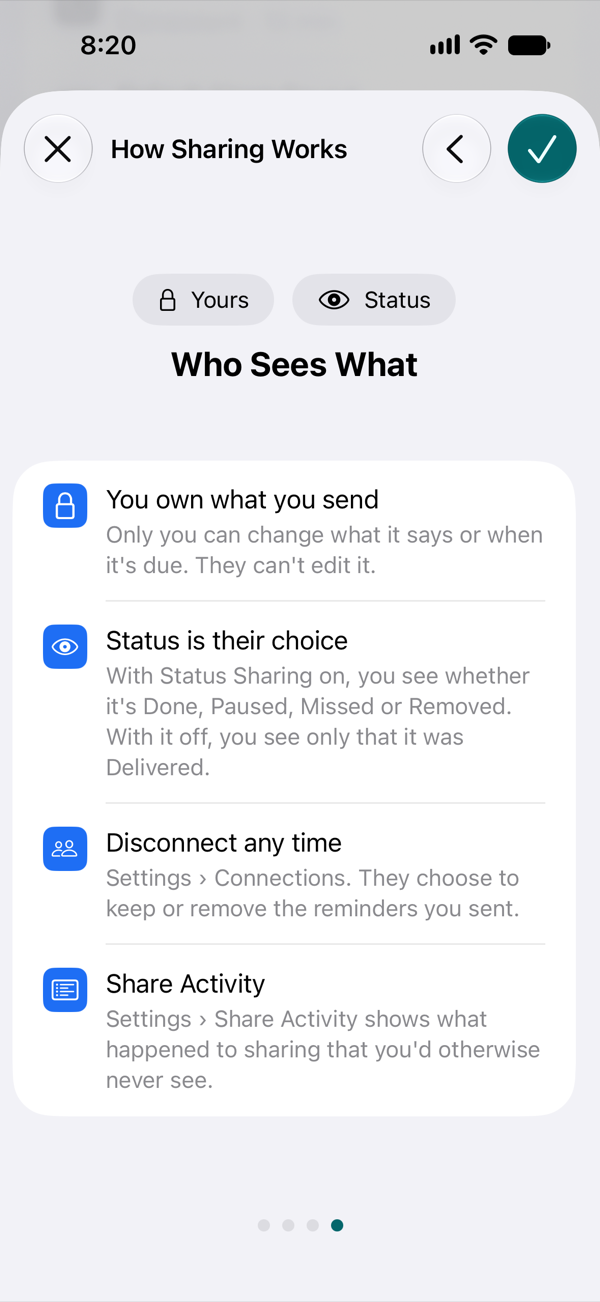 8:20
How Sharing Works
Yours
Status
Who Sees What
You own what you send
Only you can change what it says or when
it's due. They can't edit it.
Status is their choice
With Status Sharing on, you see whether
it's Done, Paused, Missed or Removed.
With it off, you see only that it was
Delivered.
Disconnect any time
Settings › Connections. They choose to
keep or remove the reminders you sent.
Share Activity
Settings › Share Activity shows what
happened to sharing that you'd otherwise
never see.